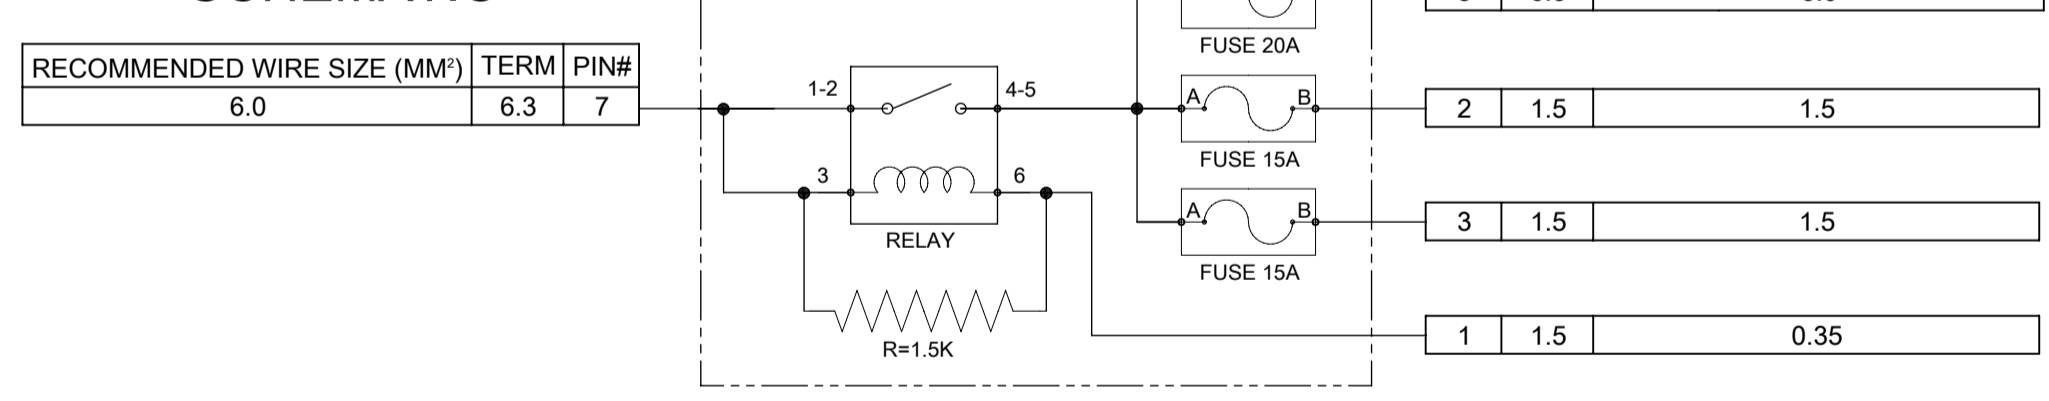 FUSE 20A
RECOMMENDED WIRE SIZE (MM²) TERM PIN#
6.0 6.3 7
1-2 4-5
A B
2 1.5 1.5
FUSE 15A
3 6
A B
3 1.5 1.5
RELAY
FUSE 15A
1 1.5 0.35
R=1.5K